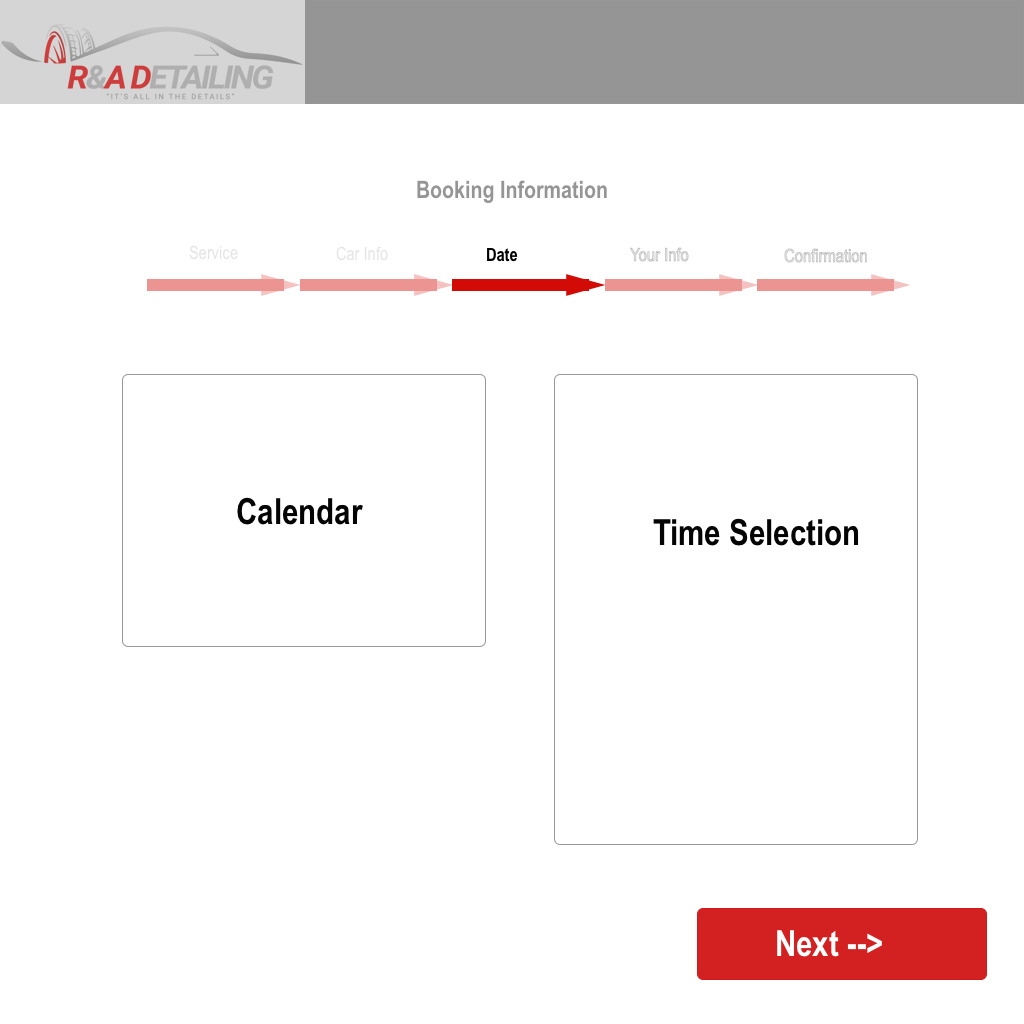 R&A DETAILING
"IT'S ALL IN THE DETAILS"
Booking Information
Service
Car Info
Date
Your Info
Confirmation
Calendar
Time Selection
Next -->